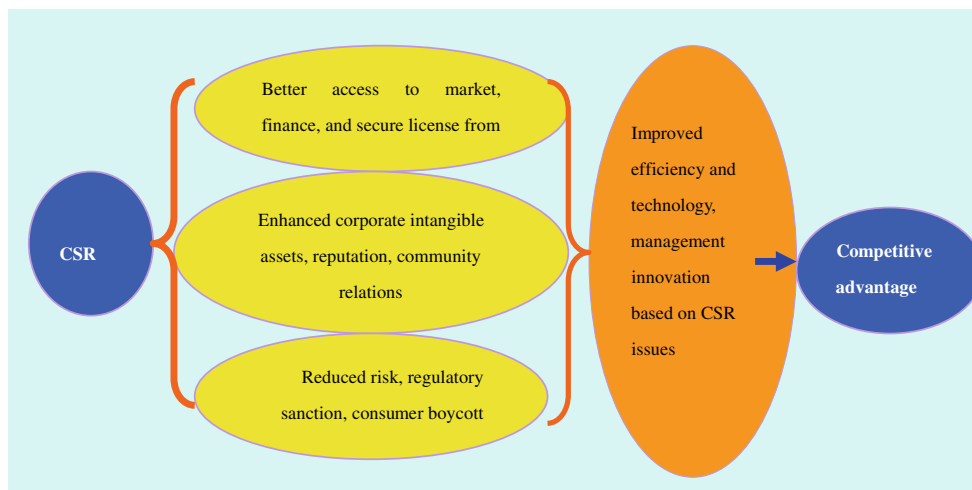 CSR
Better access to market,
finance, and secure license from
Enhanced corporate intangible
assets, reputation, community
relations
Reduced risk, regulatory
sanction, consumer boycott
Improved
efficiency and
technology,
management
innovation
based on CSR
issues
Competitive
advantage